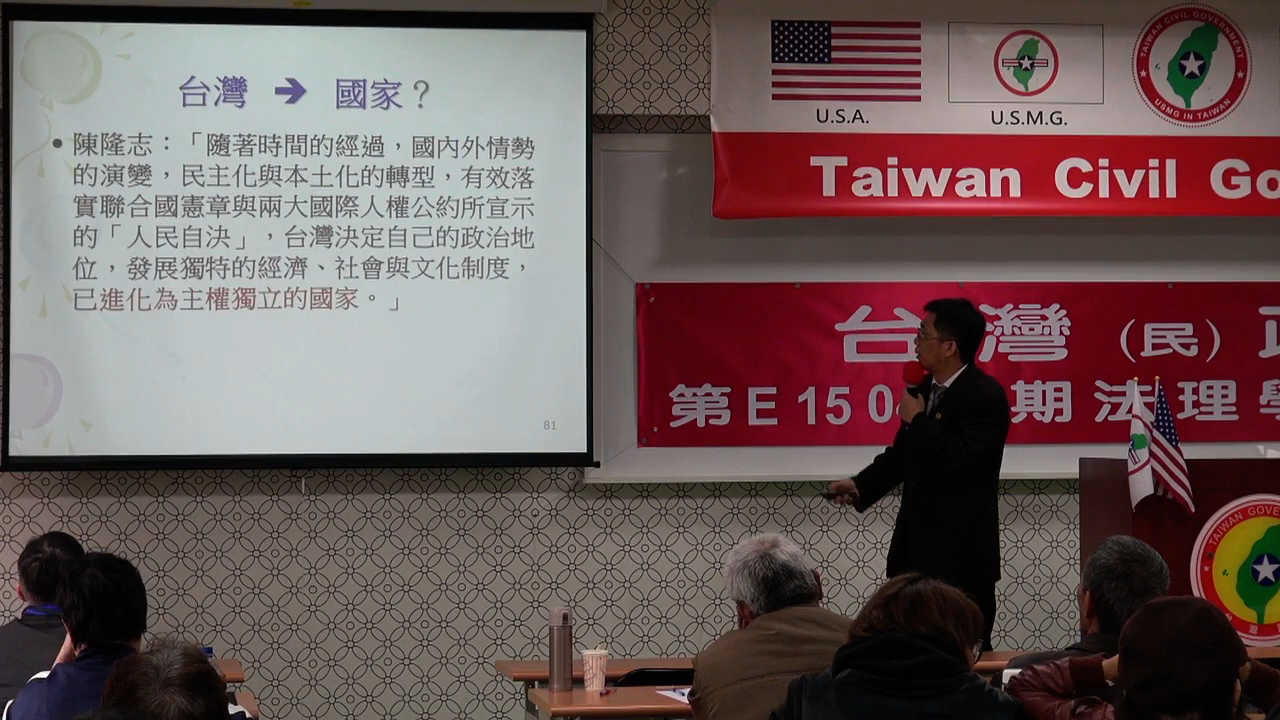 台灣 ➔ 國家？
• 陳隆志：「隨著時間的經過，國內外情勢
的演變，民主化與本土化的轉型，有效落
實聯合國憲章與兩大國際人權公約所宣示
的「人民自決」，台灣決定自己的政治地
位，發展獨特的經濟、社會與文化制度，
已進化為主權獨立的國家。」
81
U.S.A.
U.S.M.G.
TAIWAN CIVIL GOVERNMENT
USMG IN TAIWAN
Taiwan Civil Go
台灣（民）
第E150 期法理學
TAIWAN GOVE